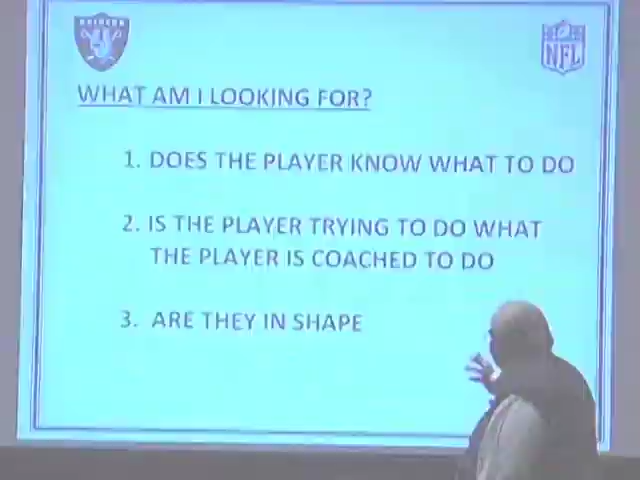 RAIDERS
NFL
WHAT AM I LOOKING FOR?
1. DOES THE PLAYER KNOW WHAT TO DO
2. IS THE PLAYER TRYING TO DO WHAT
THE PLAYER IS COACHED TO DO
3. ARE THEY IN SHAPE